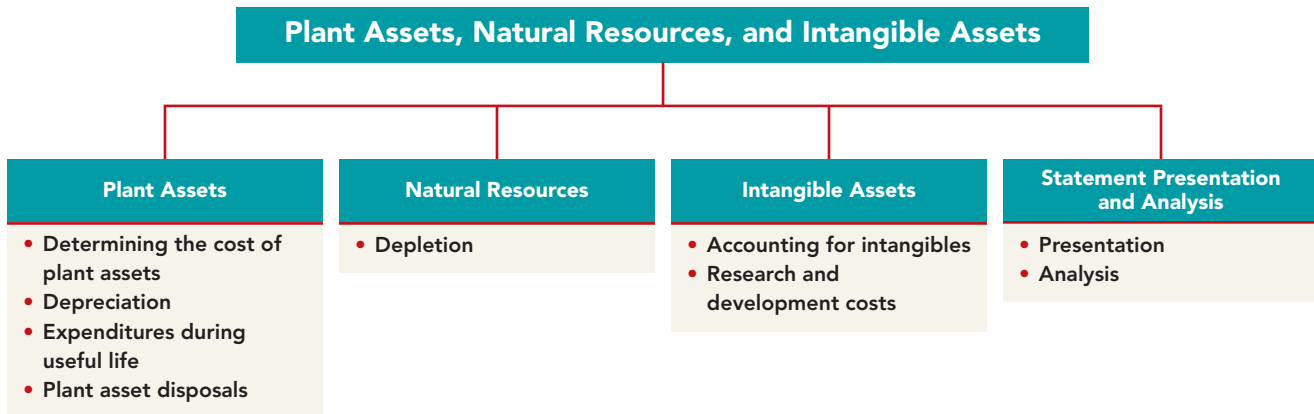 Plant Assets, Natural Resources, and Intangible Assets
Plant Assets
• Determining the cost of
plant assets
• Depreciation
• Expenditures during
useful life
• Plant asset disposals
Natural Resources
• Depletion
Intangible Assets
• Accounting for intangibles
• Research and
development costs
Statement Presentation
and Analysis
• Presentation
• Analysis